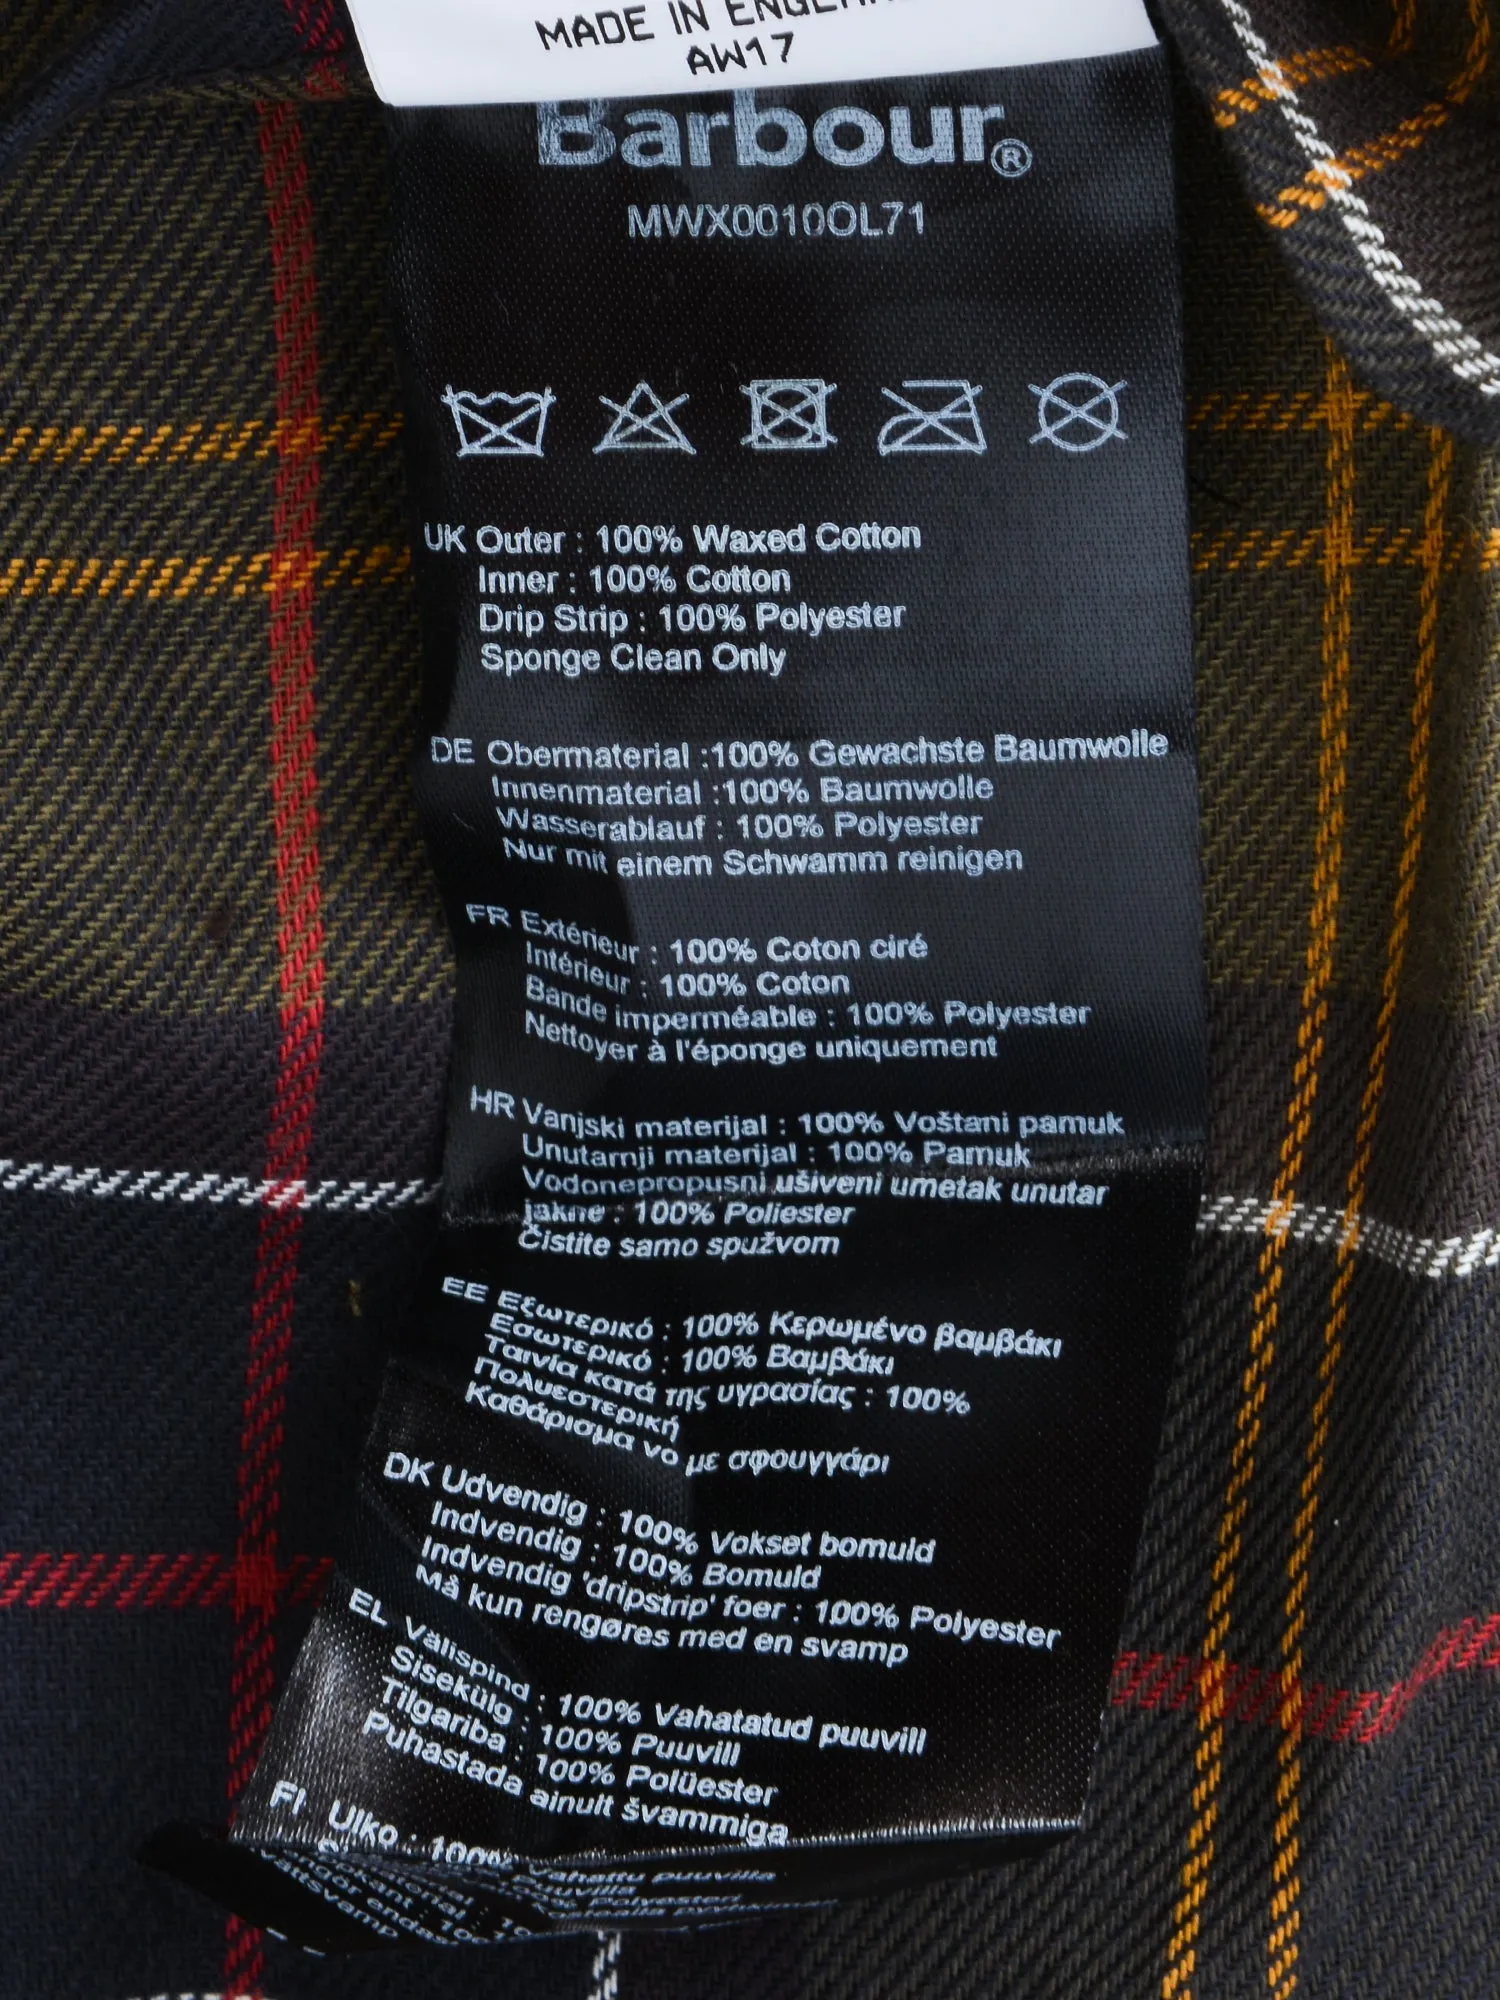 MADE IN
AW17
Barbour®
MWX0010OL71
UK Outer : 100% Waxed Cotton
Inner : 100% Cotton
Drip Strip : 100% Polyester
Sponge Clean Only
DE Obermaterial :100% Gewachste Baumwolle
Innenmaterial :100% Baumwolle
Wasserablauf : 100% Polyester
Nur mit einem Schwamm reinigen
FR Extérieur : 100% Coton ciré
Intérieur : 100% Coton
Bande imperméable : 100% Polyester
Nettoyer à l'éponge uniquement
HR Vanjski materijal : 100% Voštani pamuk
Unutarnji materijal : 100% Pamuk
Vodonepropusni ušiveni umetak unutar
jakne : 100% Poliester
Čistite samo spužvom
EE Εξωτερικό : 100% Κερωμένο βαμβάκι
Εσωτερικό : 100% Βαμβάκι
Ταινία κατά της υγρασίας : 100%
Πολυεστερική
Καθάρισμα νο με σφουγγάρι
DK Udvendig : 100% Vokset bomuld
Indvendig : 100% Bomuld
Indvendig 'dripstrip' foer : 100% Polyester
Må kun rengøres med en svamp
EL Välispind : 100% Vahatatud puuvill
Sisekülg : 100% Puuvill
Tilgariba : 100% Polüester
Puhastada ainult švammiga
FI Ulko : 100% Vahattu puuvilla